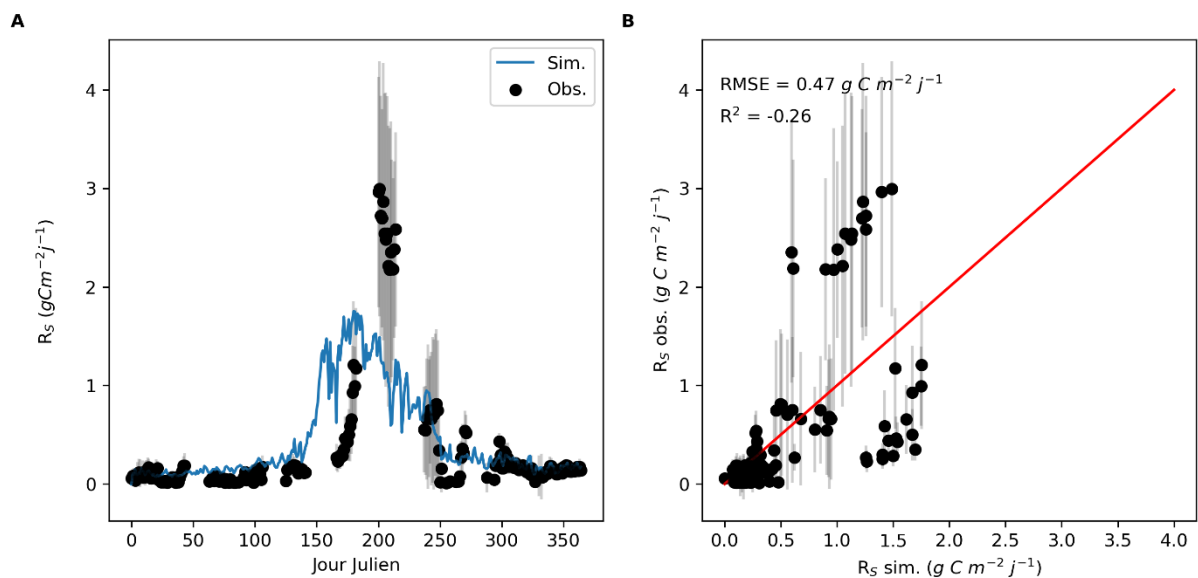 A
R_S (gCm⁻²j⁻¹)
4
3
2
1
0
Sim.
Obs.
0 50 100 150 200 250 300 350
Jour Julien
B
R_S obs. (g C m⁻² j⁻¹)
4
3
2
1
0
RMSE = 0.47 g C m⁻² j⁻¹
R² = -0.26
0.0 0.5 1.0 1.5 2.0 2.5 3.0 3.5 4.0
R_S sim. (g C m⁻² j⁻¹)